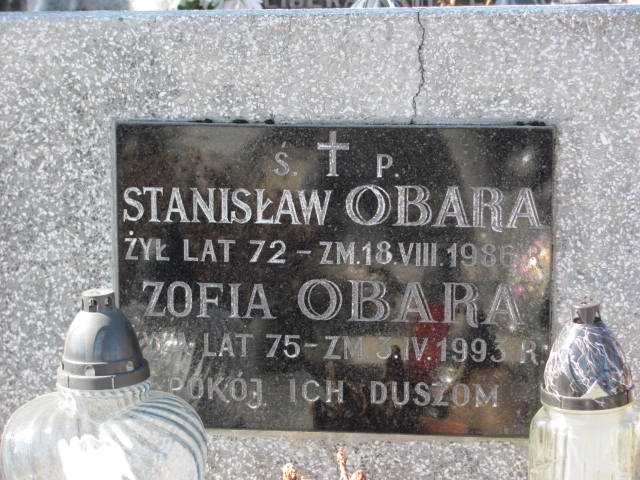 Ś. P.
STANISŁAW OBARA
ŻYŁ LAT 72 - ZM. 18 VIII 1986 R.
ZOFIA OBARA
LAT 75 - ZM 3.IV.1993 R.
POKÓJ ICH DUSZOM